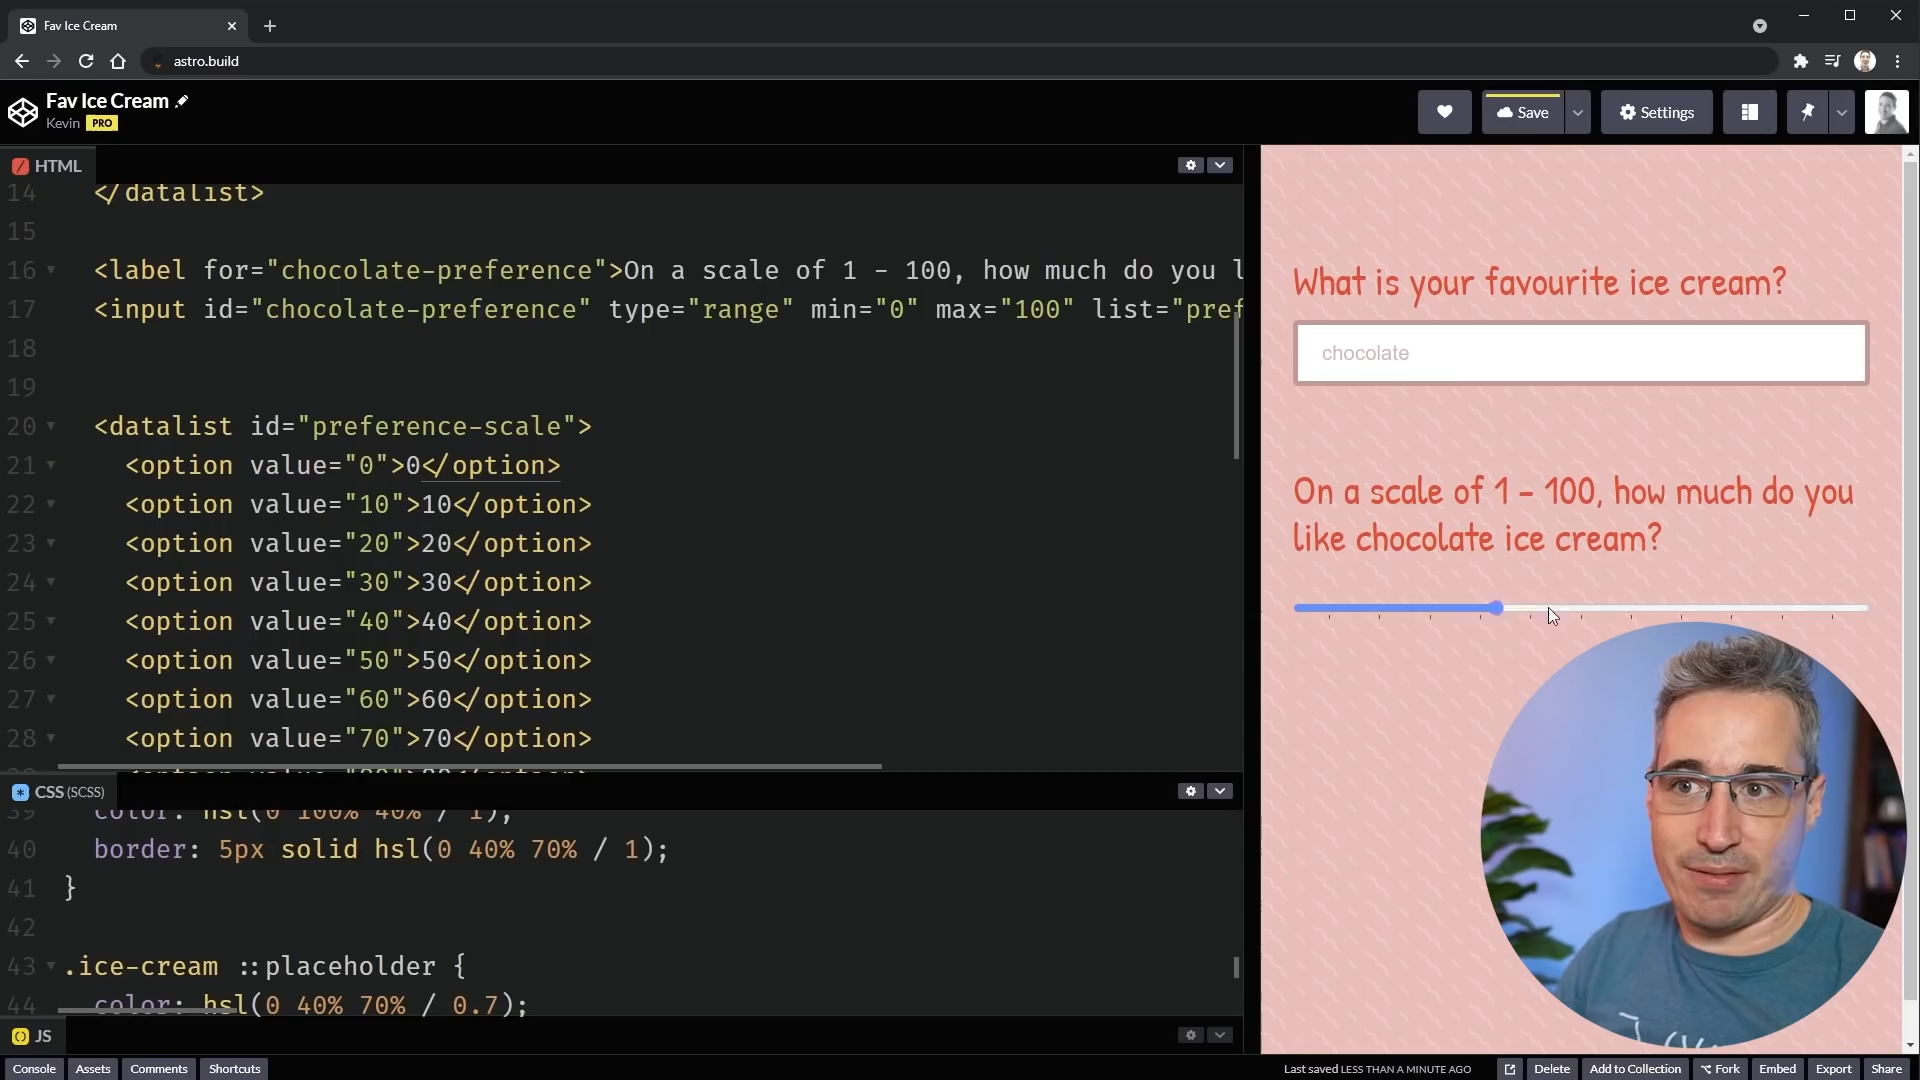 Fav Ice Cream
astro.build
Fav Ice Cream
Kevin PRO
Save
Settings
HTML
14 </datalist>
15
16 <label for="chocolate-preference">On a scale of 1 - 100, how much do you l
17 <input id="chocolate-preference" type="range" min="0" max="100" list="pref
18
19
20 <datalist id="preference-scale">
21 <option value="0">0</option>
22 <option value="10">10</option>
23 <option value="20">20</option>
24 <option value="30">30</option>
25 <option value="40">40</option>
26 <option value="50">50</option>
27 <option value="60">60</option>
28 <option value="70">70</option>
CSS (SCSS)
39 color: hsl(0 100% 40% / 1);
40 border: 5px solid hsl(0 40% 70% / 1);
41 }
42
43 .ice-cream ::placeholder {
44 color: hsl(0 40% 70% / 0.7);
JS
What is your favourite ice cream?
chocolate
On a scale of 1 - 100, how much do you
like chocolate ice cream?
Console Assets Comments Shortcuts
Last saved LESS THAN A MINUTE AGO Delete Add to Collection Fork Embed Export Share